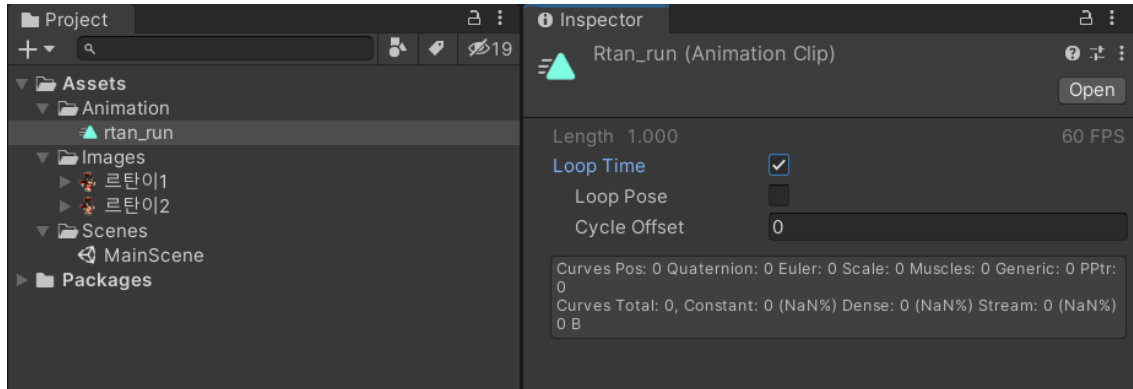 Project
19
Assets
Animation
rtan_run
Images
르탄이1
르탄이2
Scenes
MainScene
Packages
Inspector
Rtan_run (Animation Clip)
Open
Length 1.000 60 FPS
Loop Time
Loop Pose
Cycle Offset 0
Curves Pos: 0 Quaternion: 0 Euler: 0 Scale: 0 Muscles: 0 Generic: 0 PPtr:
0
Curves Total: 0, Constant: 0 (NaN%) Dense: 0 (NaN%) Stream: 0 (NaN%)
0 B